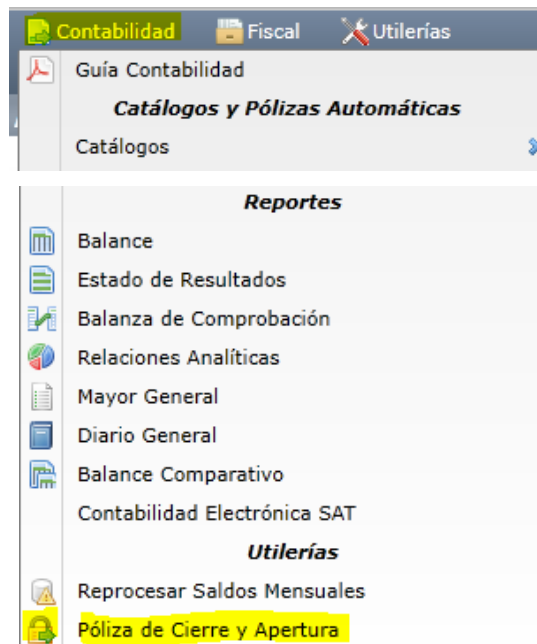 Contabilidad Fiscal Utilerías
Guía Contabilidad
Catálogos y Pólizas Automáticas
Catálogos
Reportes
Balance
Estado de Resultados
Balanza de Comprobación
Relaciones Analíticas
Mayor General
Diario General
Balance Comparativo
Contabilidad Electrónica SAT
Utilerías
Reprocesar Saldos Mensuales
Póliza de Cierre y Apertura